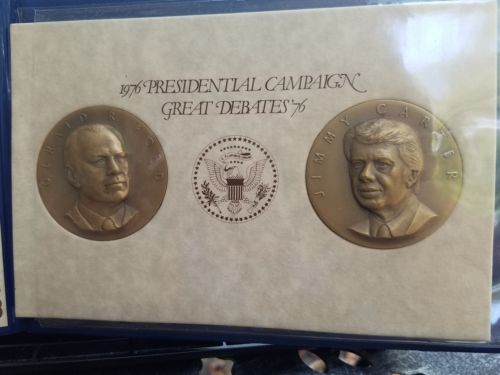 1976 PRESIDENTIAL CAMPAIGN
GREAT DEBATES '76
GERALD R. FORD
JIMMY CARTER